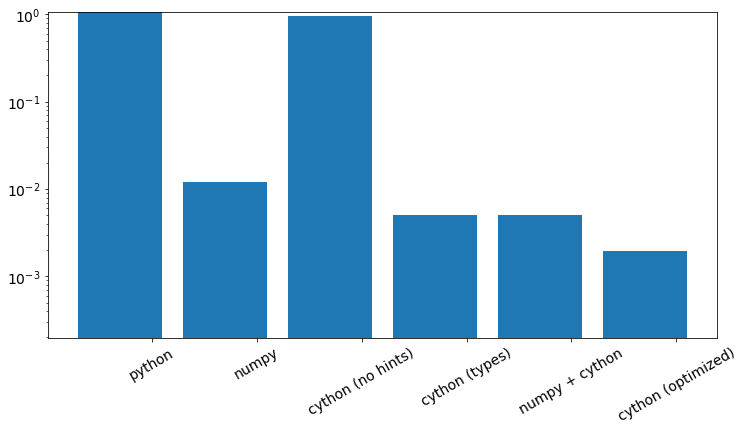 10⁰
10⁻¹
10⁻²
10⁻³
python
numpy
cython (no hints)
cython (types)
numpy + cython
cython (optimized)